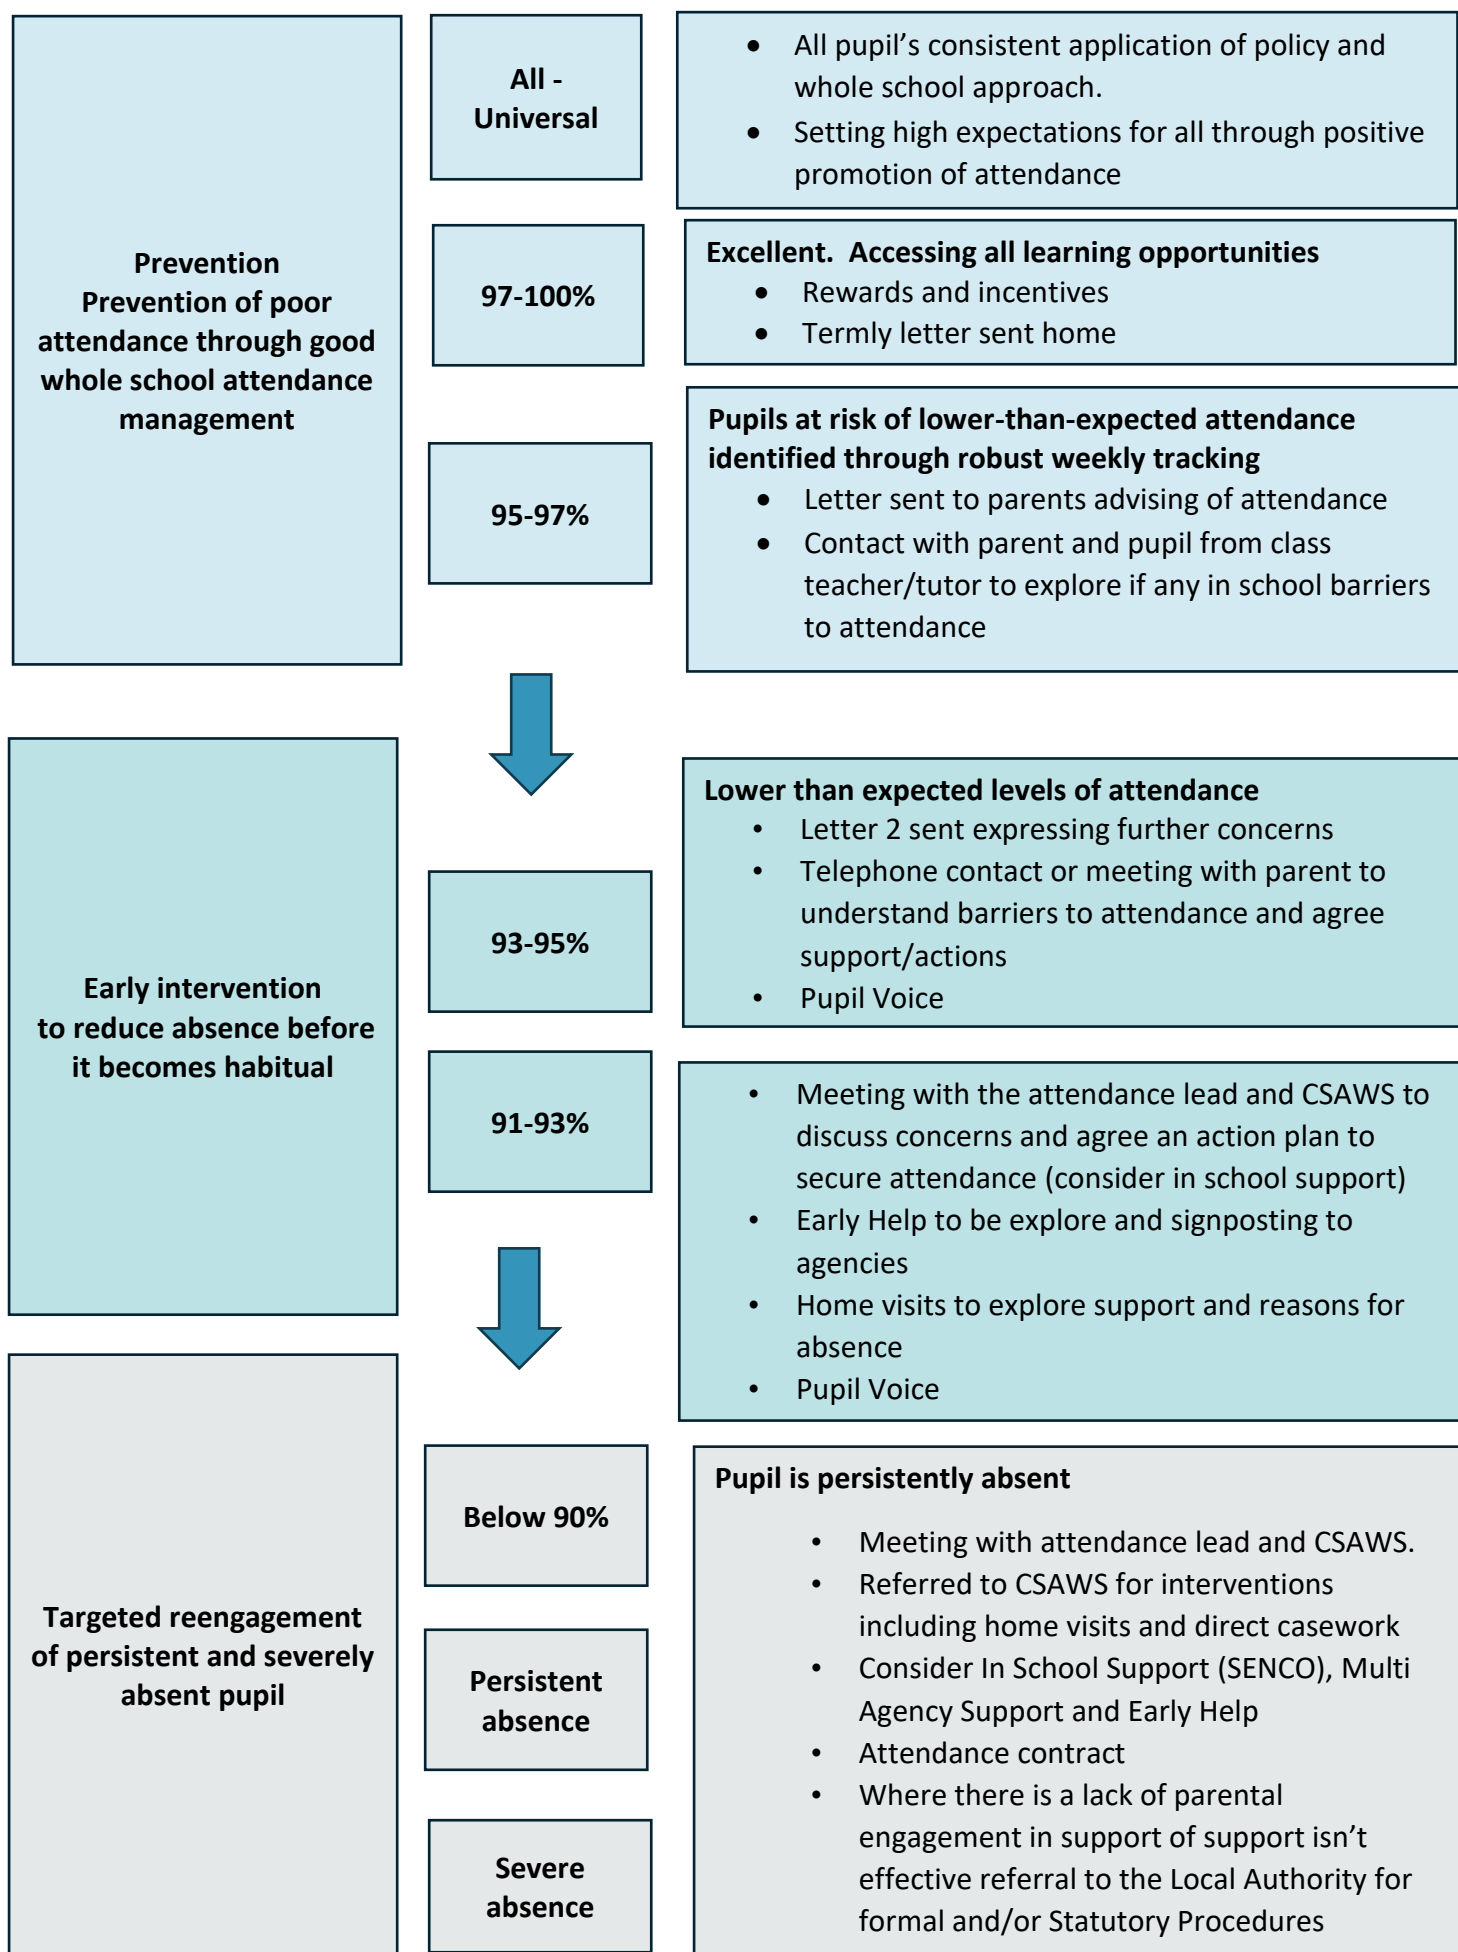 All -
Universal
• All pupil’s consistent application of policy and
whole school approach.
• Setting high expectations for all through positive
promotion of attendance
Prevention
Prevention of poor
attendance through good
whole school attendance
management
97-100%
Excellent.  Accessing all learning opportunities
• Rewards and incentives
• Termly letter sent home
95-97%
Pupils at risk of lower-than-expected attendance
identified through robust weekly tracking
• Letter sent to parents advising of attendance
• Contact with parent and pupil from class
teacher/tutor to explore if any in school barriers
to attendance
Early intervention
to reduce absence before
it becomes habitual
93-95%
Lower than expected levels of attendance
• Letter 2 sent expressing further concerns
• Telephone contact or meeting with parent to
understand barriers to attendance and agree
support/actions
• Pupil Voice
91-93%
• Meeting with the attendance lead and CSAWS to
discuss concerns and agree an action plan to
secure attendance (consider in school support)
• Early Help to be explore and signposting to
agencies
• Home visits to explore support and reasons for
absence
• Pupil Voice
Targeted reengagement
of persistent and severely
absent pupil
Below 90%
Persistent
absence
Severe
absence
Pupil is persistently absent
• Meeting with attendance lead and CSAWS.
• Referred to CSAWS for interventions
including home visits and direct casework
• Consider In School Support (SENCO), Multi
Agency Support and Early Help
• Attendance contract
• Where there is a lack of parental
engagement in support of support isn’t
effective referral to the Local Authority for
formal and/or Statutory Procedures